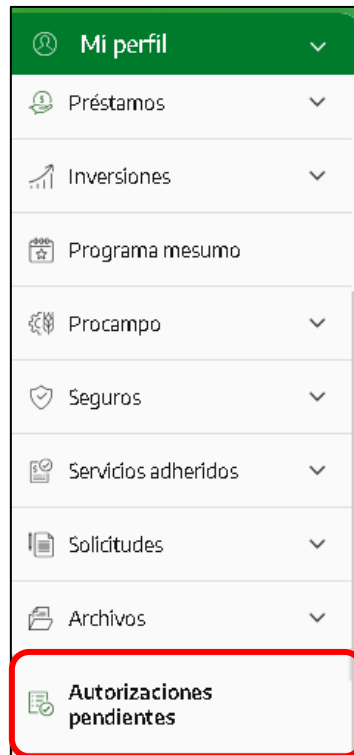 Mi perfil
Préstamos
Inversiones
Programa mesumo
Procampo
Seguros
Servicios adheridos
Solicitudes
Archivos
Autorizaciones
pendientes